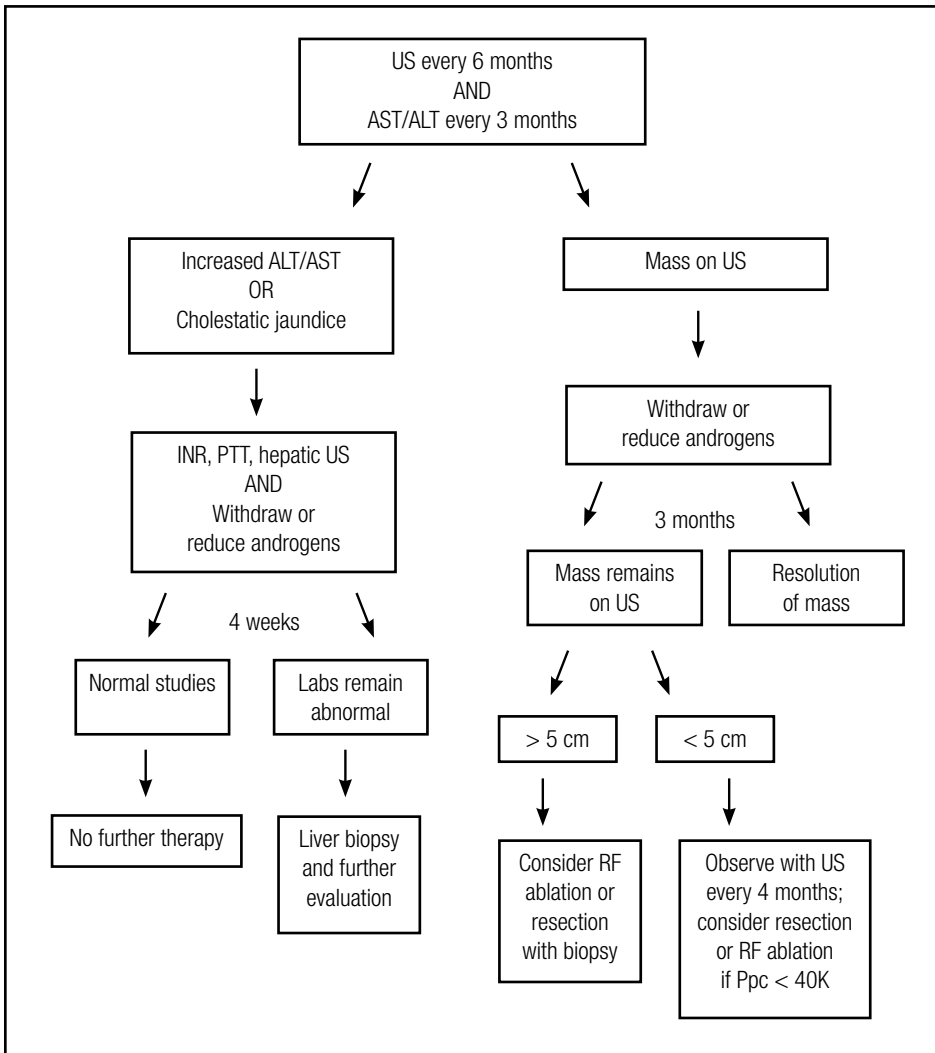 US every 6 months
AND
AST/ALT every 3 months
Increased ALT/AST
OR
Cholestatic jaundice
INR, PTT, hepatic US
AND
Withdraw or
reduce androgens
4 weeks
Normal studies
Labs remain
abnormal
No further therapy
Liver biopsy
and further
evaluation
Mass on US
Withdraw or
reduce androgens
3 months
Mass remains
on US
Resolution
of mass
> 5 cm
< 5 cm
Consider RF
ablation or
resection
with biopsy
Observe with US
every 4 months;
consider resection
or RF ablation
if Ppc < 40K